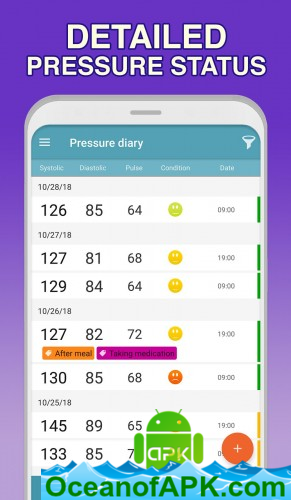 DETAILED
PRESSURE STATUS
Pressure diary
Systolic Diastolic Pulse Condition Date
10/28/18
126 85 64 09:00
10/27/18
127 81 68 19:00
129 84 64 09:00
10/26/18
127 82 72 19:00
After meal Taking medication
130 85 68 09:00
10/25/18
145 89 65
133 85
+
APK
OceanofAPK.com